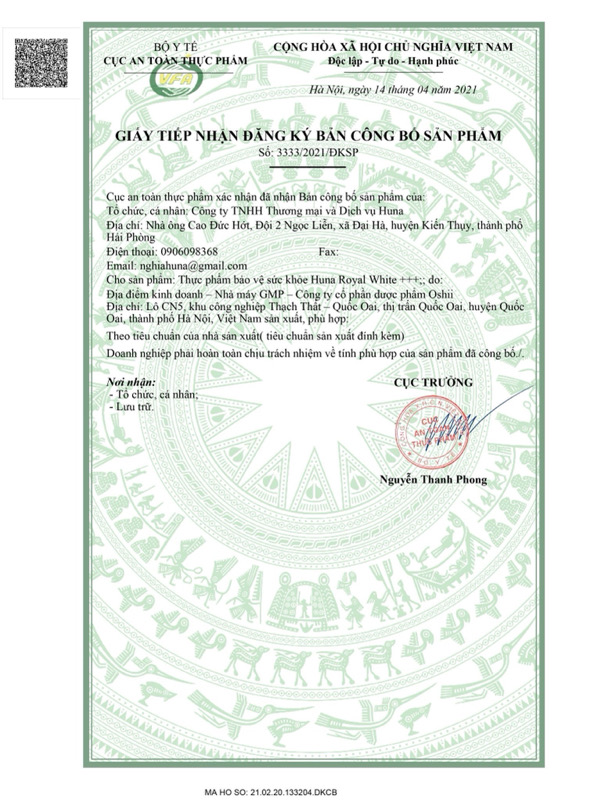 BỘ Y TẾ
CỤC AN TOÀN THỰC PHẨM
VFA
CỘNG HÒA XÃ HỘI CHỦ NGHĨA VIỆT NAM
Độc lập - Tự do - Hạnh phúc
Hà Nội, ngày 14 tháng 04 năm 2021
GIẤY TIẾP NHẬN ĐĂNG KÝ BẢN CÔNG BỐ SẢN PHẨM
Số: 3333/2021/ĐKSP
Cục an toàn thực phẩm xác nhận đã nhận Bản công bố sản phẩm của:
Tổ chức, cá nhân: Công ty TNHH Thương mại và Dịch vụ Huna
Địa chỉ: Nhà ông Cao Đức Hót, Đội 2 Ngọc Liễn, xã Đại Hà, huyện Kiến Thụy, thành phố
Hải Phòng
Điện thoại: 0906098368 Fax:
Email: nghiahuna@gmail.com
Cho sản phẩm: Thực phẩm bảo vệ sức khỏe Huna Royal White +++;; do:
Địa điểm kinh doanh – Nhà máy GMP – Công ty cổ phần dược phẩm Oshii
Địa chỉ: Lô CN5, khu công nghiệp Thạch Thất – Quốc Oai, thị trấn Quốc Oai, huyện Quốc
Oai, thành phố Hà Nội, Việt Nam sản xuất, phù hợp:
Theo tiêu chuẩn của nhà sản xuất( tiêu chuẩn sản xuất đính kèm)
Doanh nghiệp phải hoàn toàn chịu trách nhiệm về tính phù hợp của sản phẩm đã công bố./.
Nơi nhận:
- Tổ chức, cá nhân;
- Lưu trữ.
CỤC TRƯỞNG
CỤC
AN TOÀN
THỰC PHẨM
BỘ Y TẾ
Nguyễn Thanh Phong
MA HO SO: 21.02.20.133204.DKCB